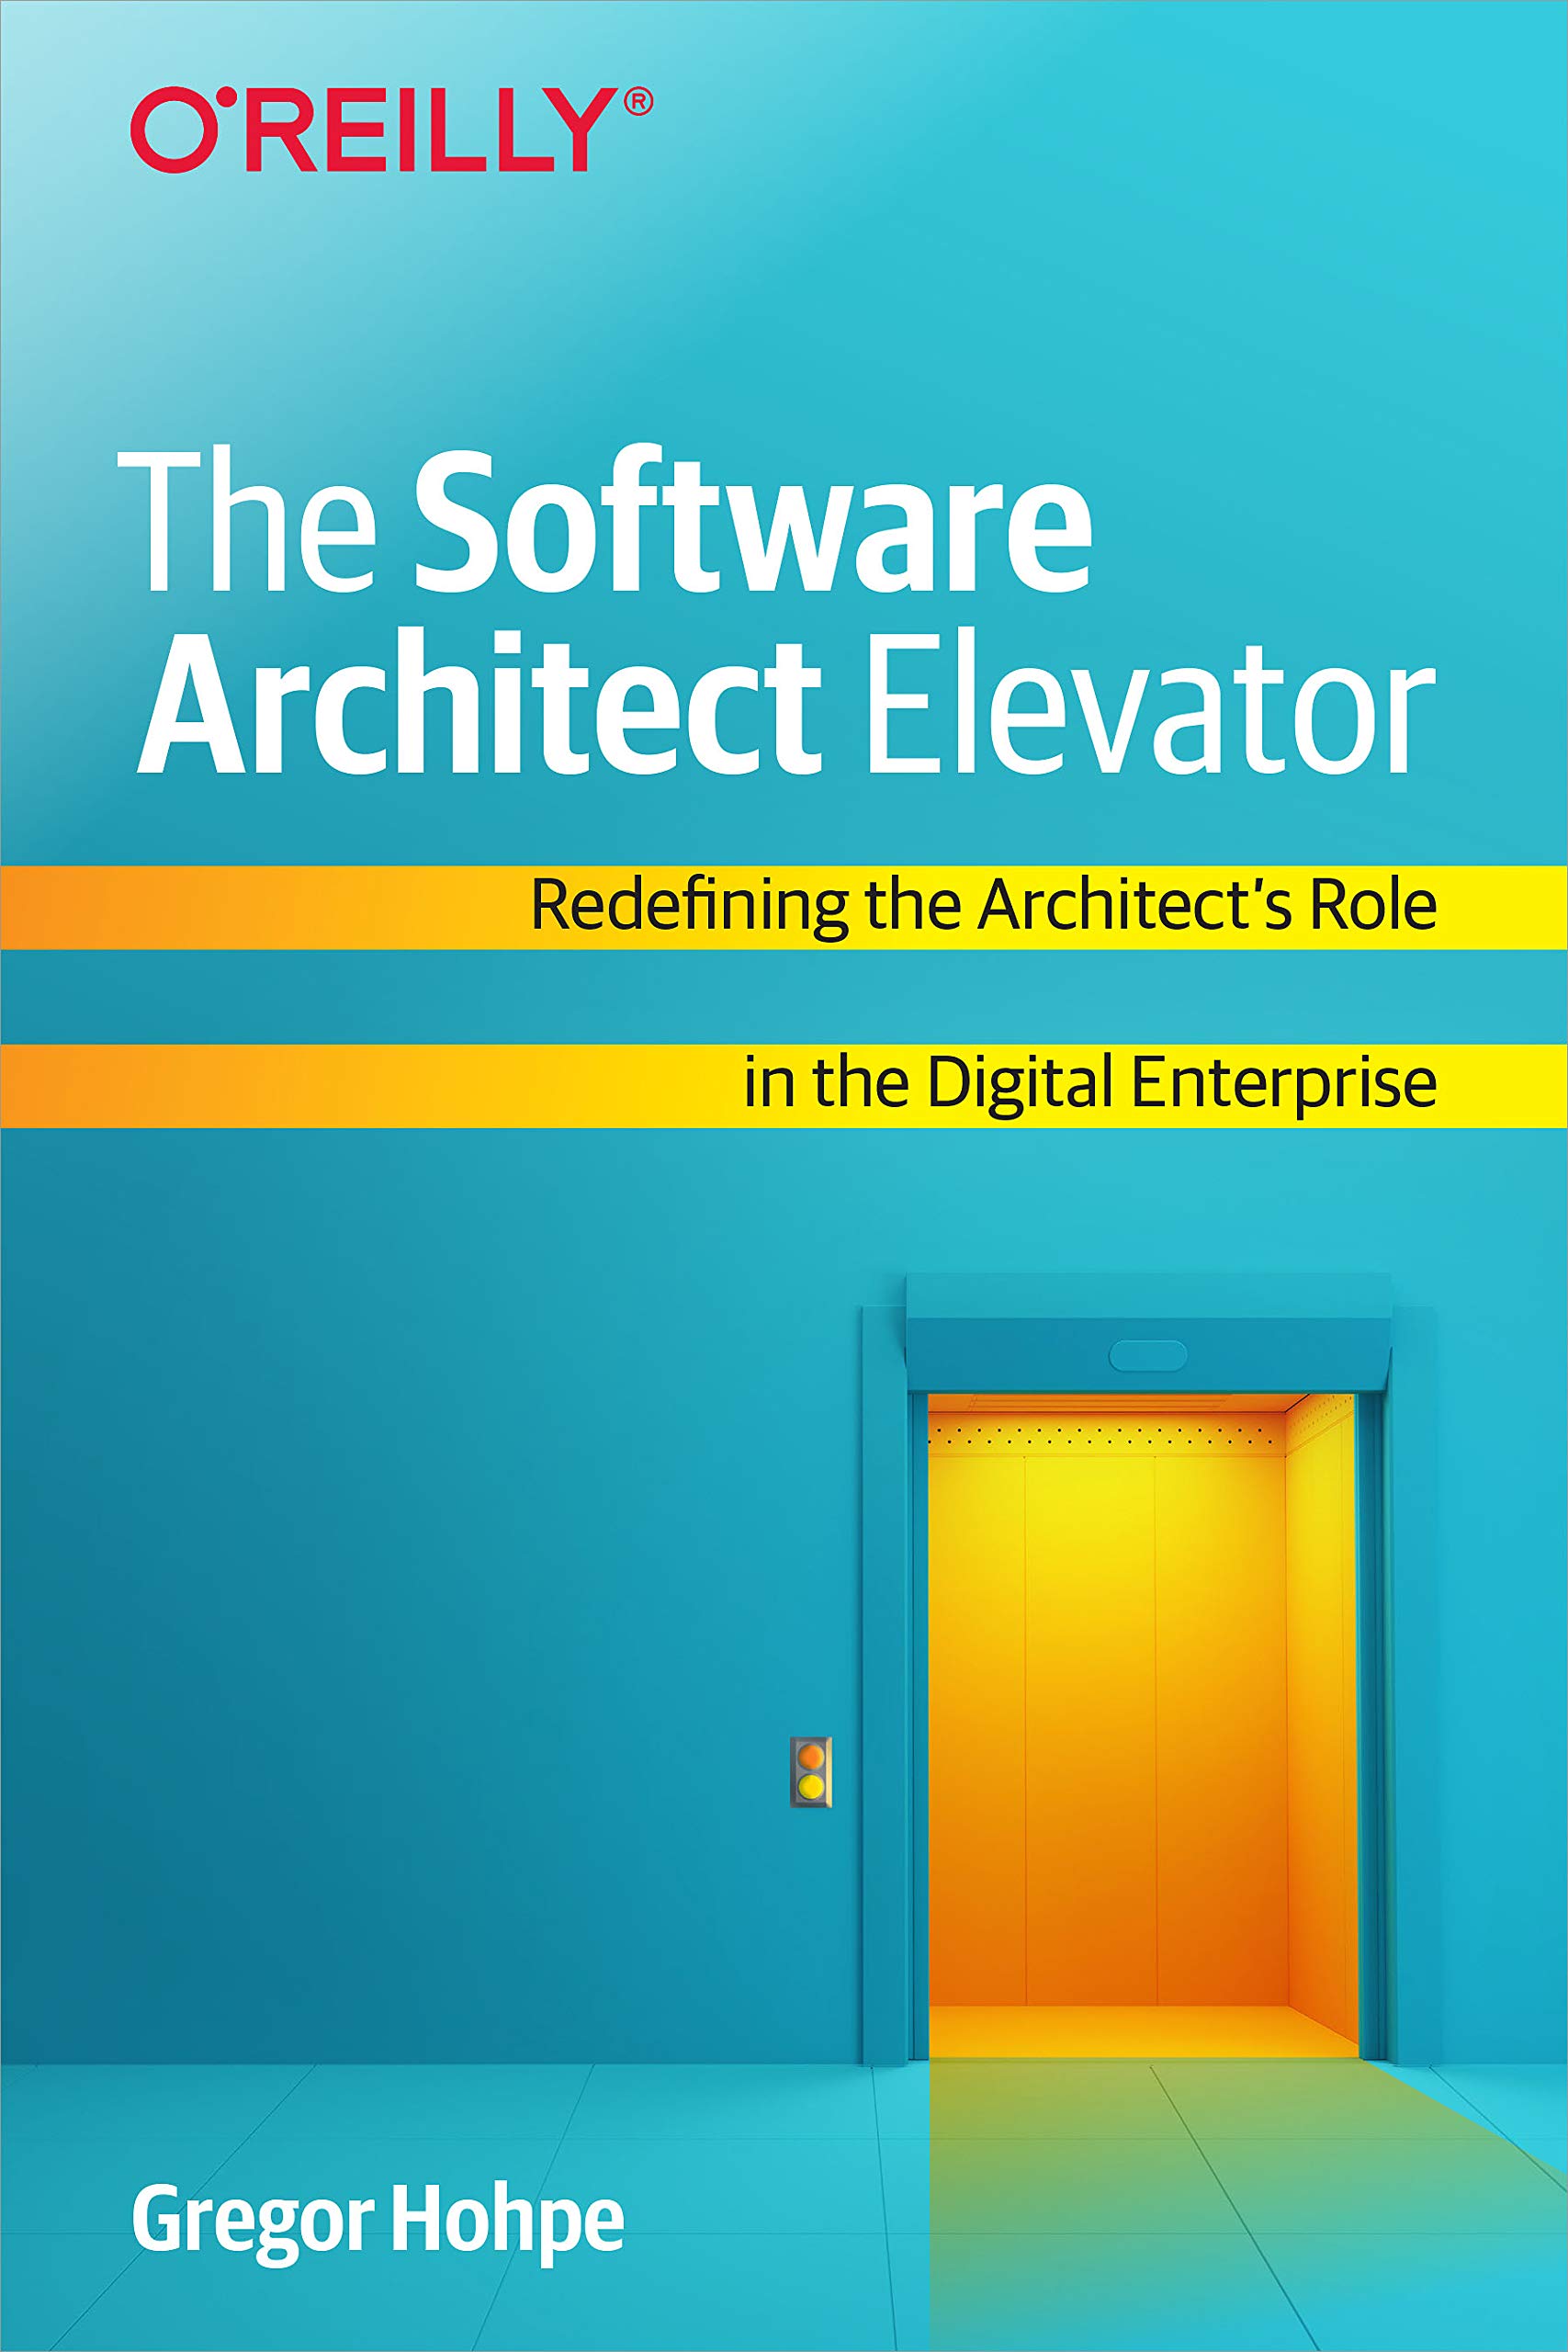 O'REILLY®
The Software
Architect Elevator
Redefining the Architect's Role
in the Digital Enterprise
Gregor Hohpe